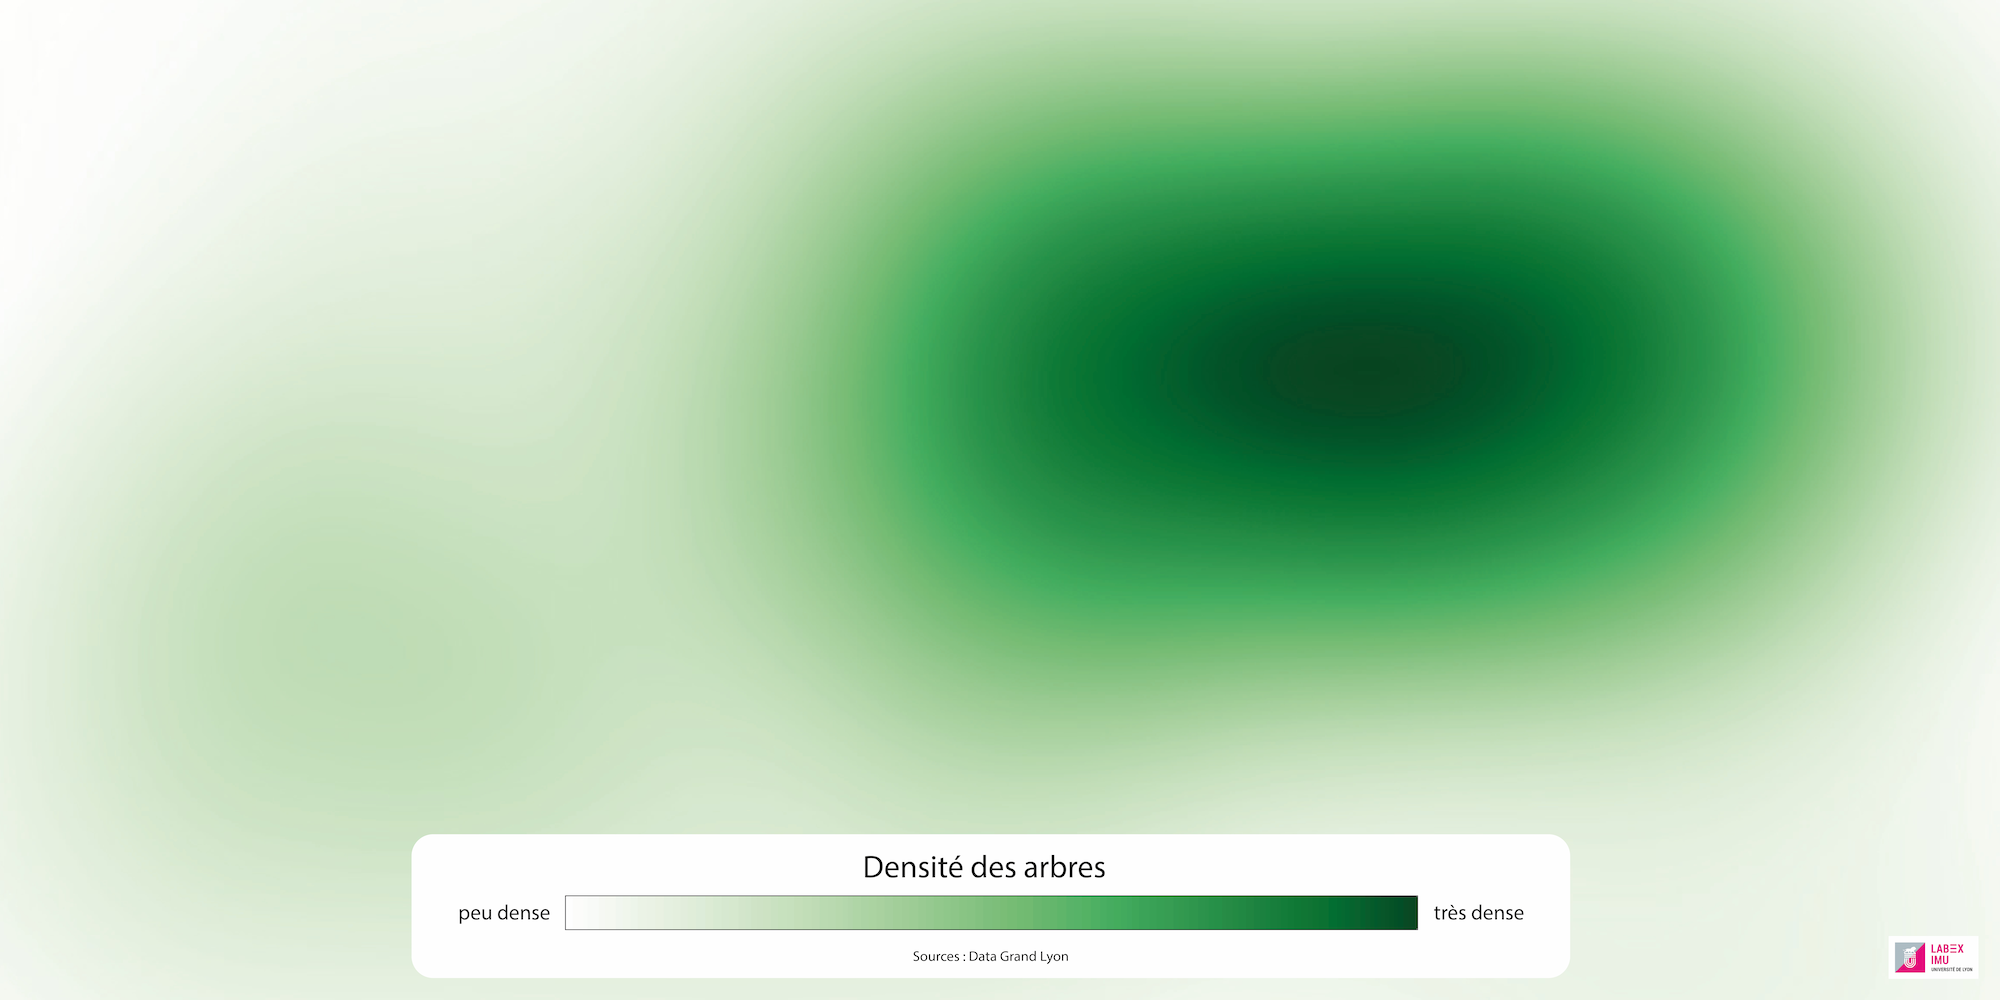 Densité des arbres
peu dense
très dense
Sources : Data Grand Lyon
LABEX
IMU
UNIVERSITÉ DE LYON